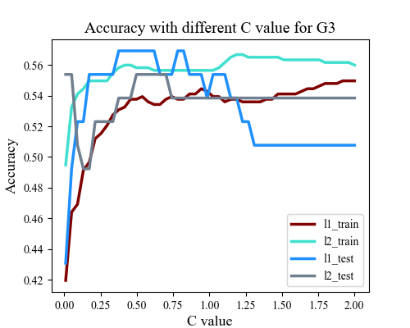 Accuracy with different C value for G3
Accuracy
0.56
0.54
0.52
0.50
0.48
0.46
0.44
0.42
l1_train
l2_train
l1_test
l2_test
0.00 0.25 0.50 0.75 1.00 1.25 1.50 1.75 2.00
C value